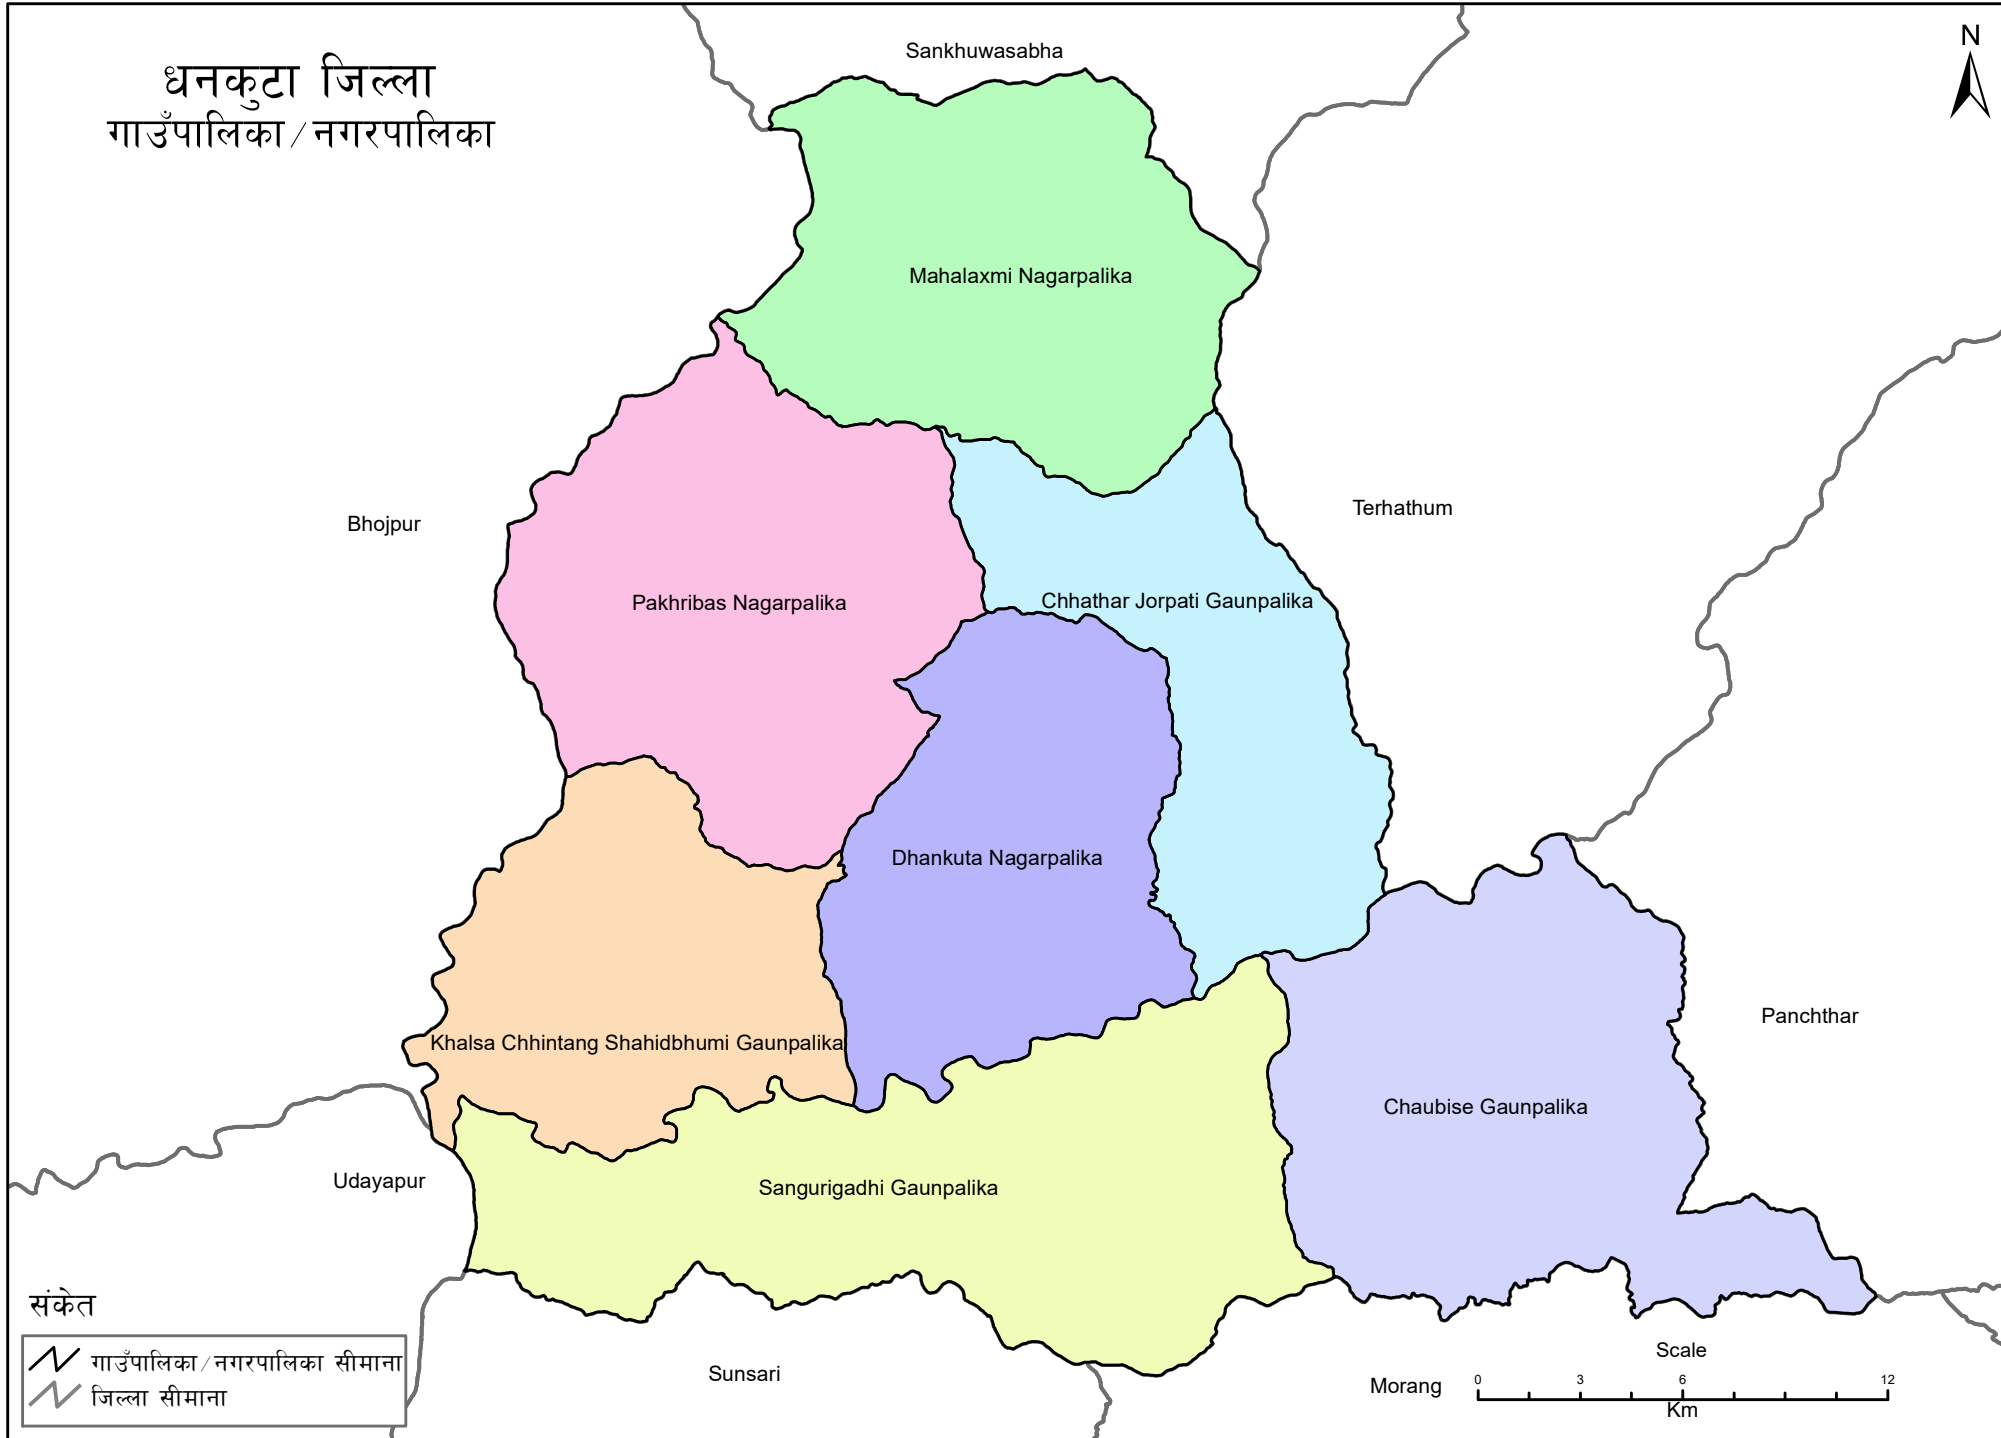 धनकुटा जिल्ला
गाउँपालिका/नगरपालिका
N
Sankhuwasabha
Mahalaxmi Nagarpalika
Bhojpur
Terhathum
Pakhribas Nagarpalika
Chhathar Jorpati Gaunpalika
Dhankuta Nagarpalika
Panchthar
Khalsa Chhintang Shahidbhumi Gaunpalika
Chaubise Gaunpalika
Udayapur
Sangurigadhi Gaunpalika
संकेत
गाउँपालिका/नगरपालिका सीमाना
जिल्ला सीमाना
Sunsari
Morang
Scale
0 3 6 12
Km